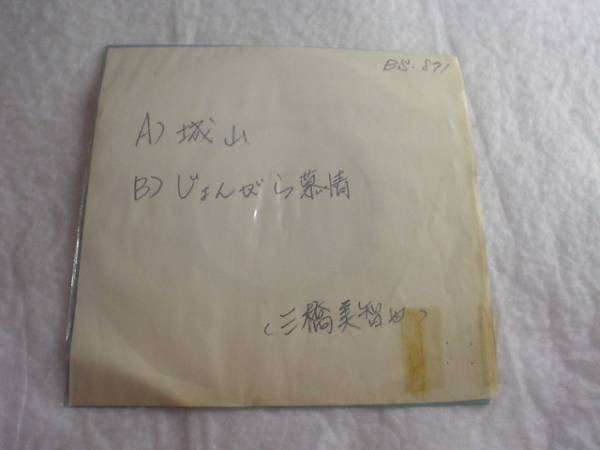 BS-871
A) 城山
B) じょんがら慕情
(三橋美智也)